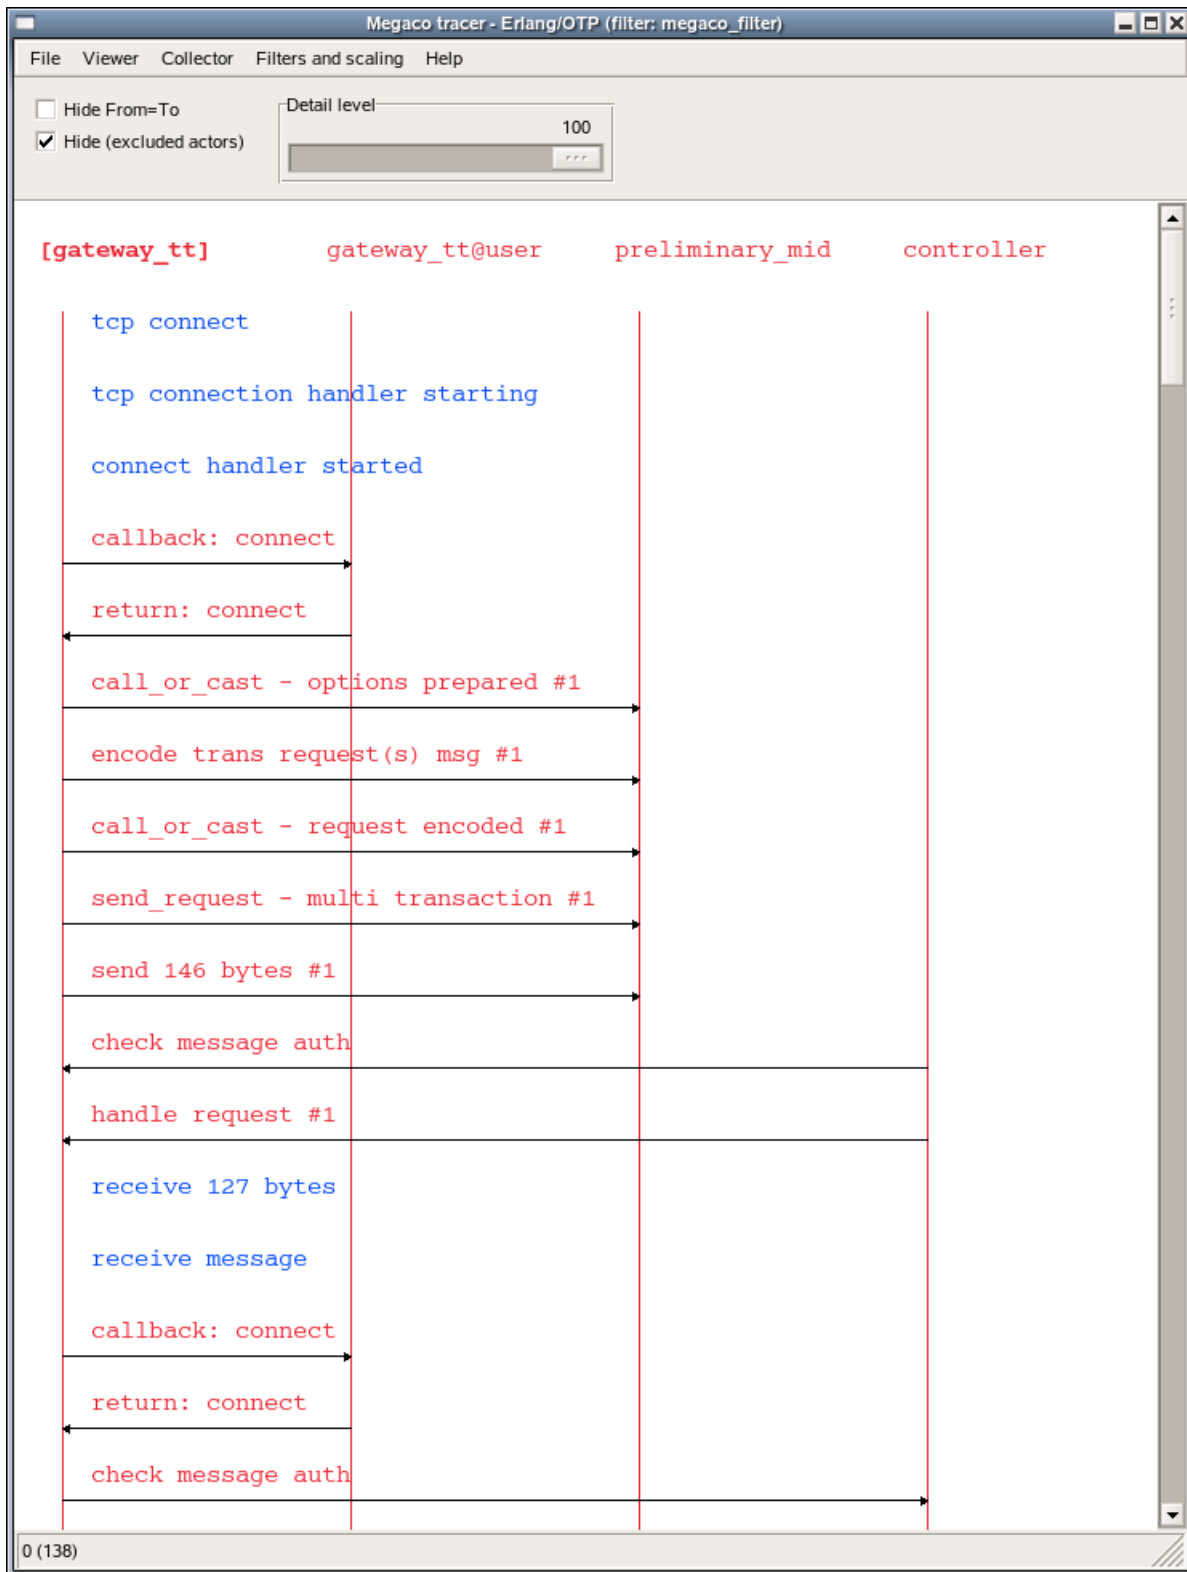 Megaco tracer - Erlang/OTP (filter: megaco_filter)
File Viewer Collector Filters and scaling Help
Hide From=To
Detail level
100
Hide (excluded actors)
[gateway_tt] gateway_tt@user preliminary_mid controller
tcp connect
tcp connection handler starting
connect handler started
callback: connect
return: connect
call_or_cast - options prepared #1
encode trans request(s) msg #1
call_or_cast - request encoded #1
send_request - multi transaction #1
send 146 bytes #1
check message auth
handle request #1
receive 127 bytes
receive message
callback: connect
return: connect
check message auth
0 (138)